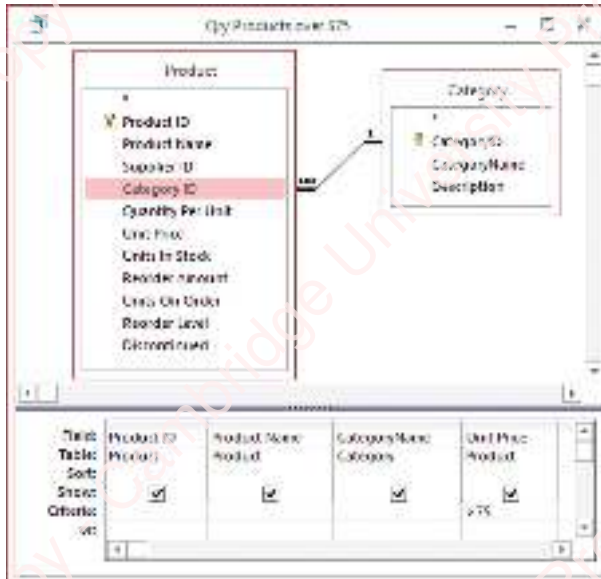 Qry Products over $75
Product
*
Product ID
Product Name
Supplier ID
Category ID
Quantity Per Unit
Unit Price
Units In Stock
Reorder Amount
Units On Order
Reorder Level
Discontinued
Category
*
CategoryID
CategoryName
Description
1
Field: Product ID Product Name CategoryName Unit Price
Table: Product Product Category Product
Sort:
Show:
Criteria: >75
or:
Cambridge University